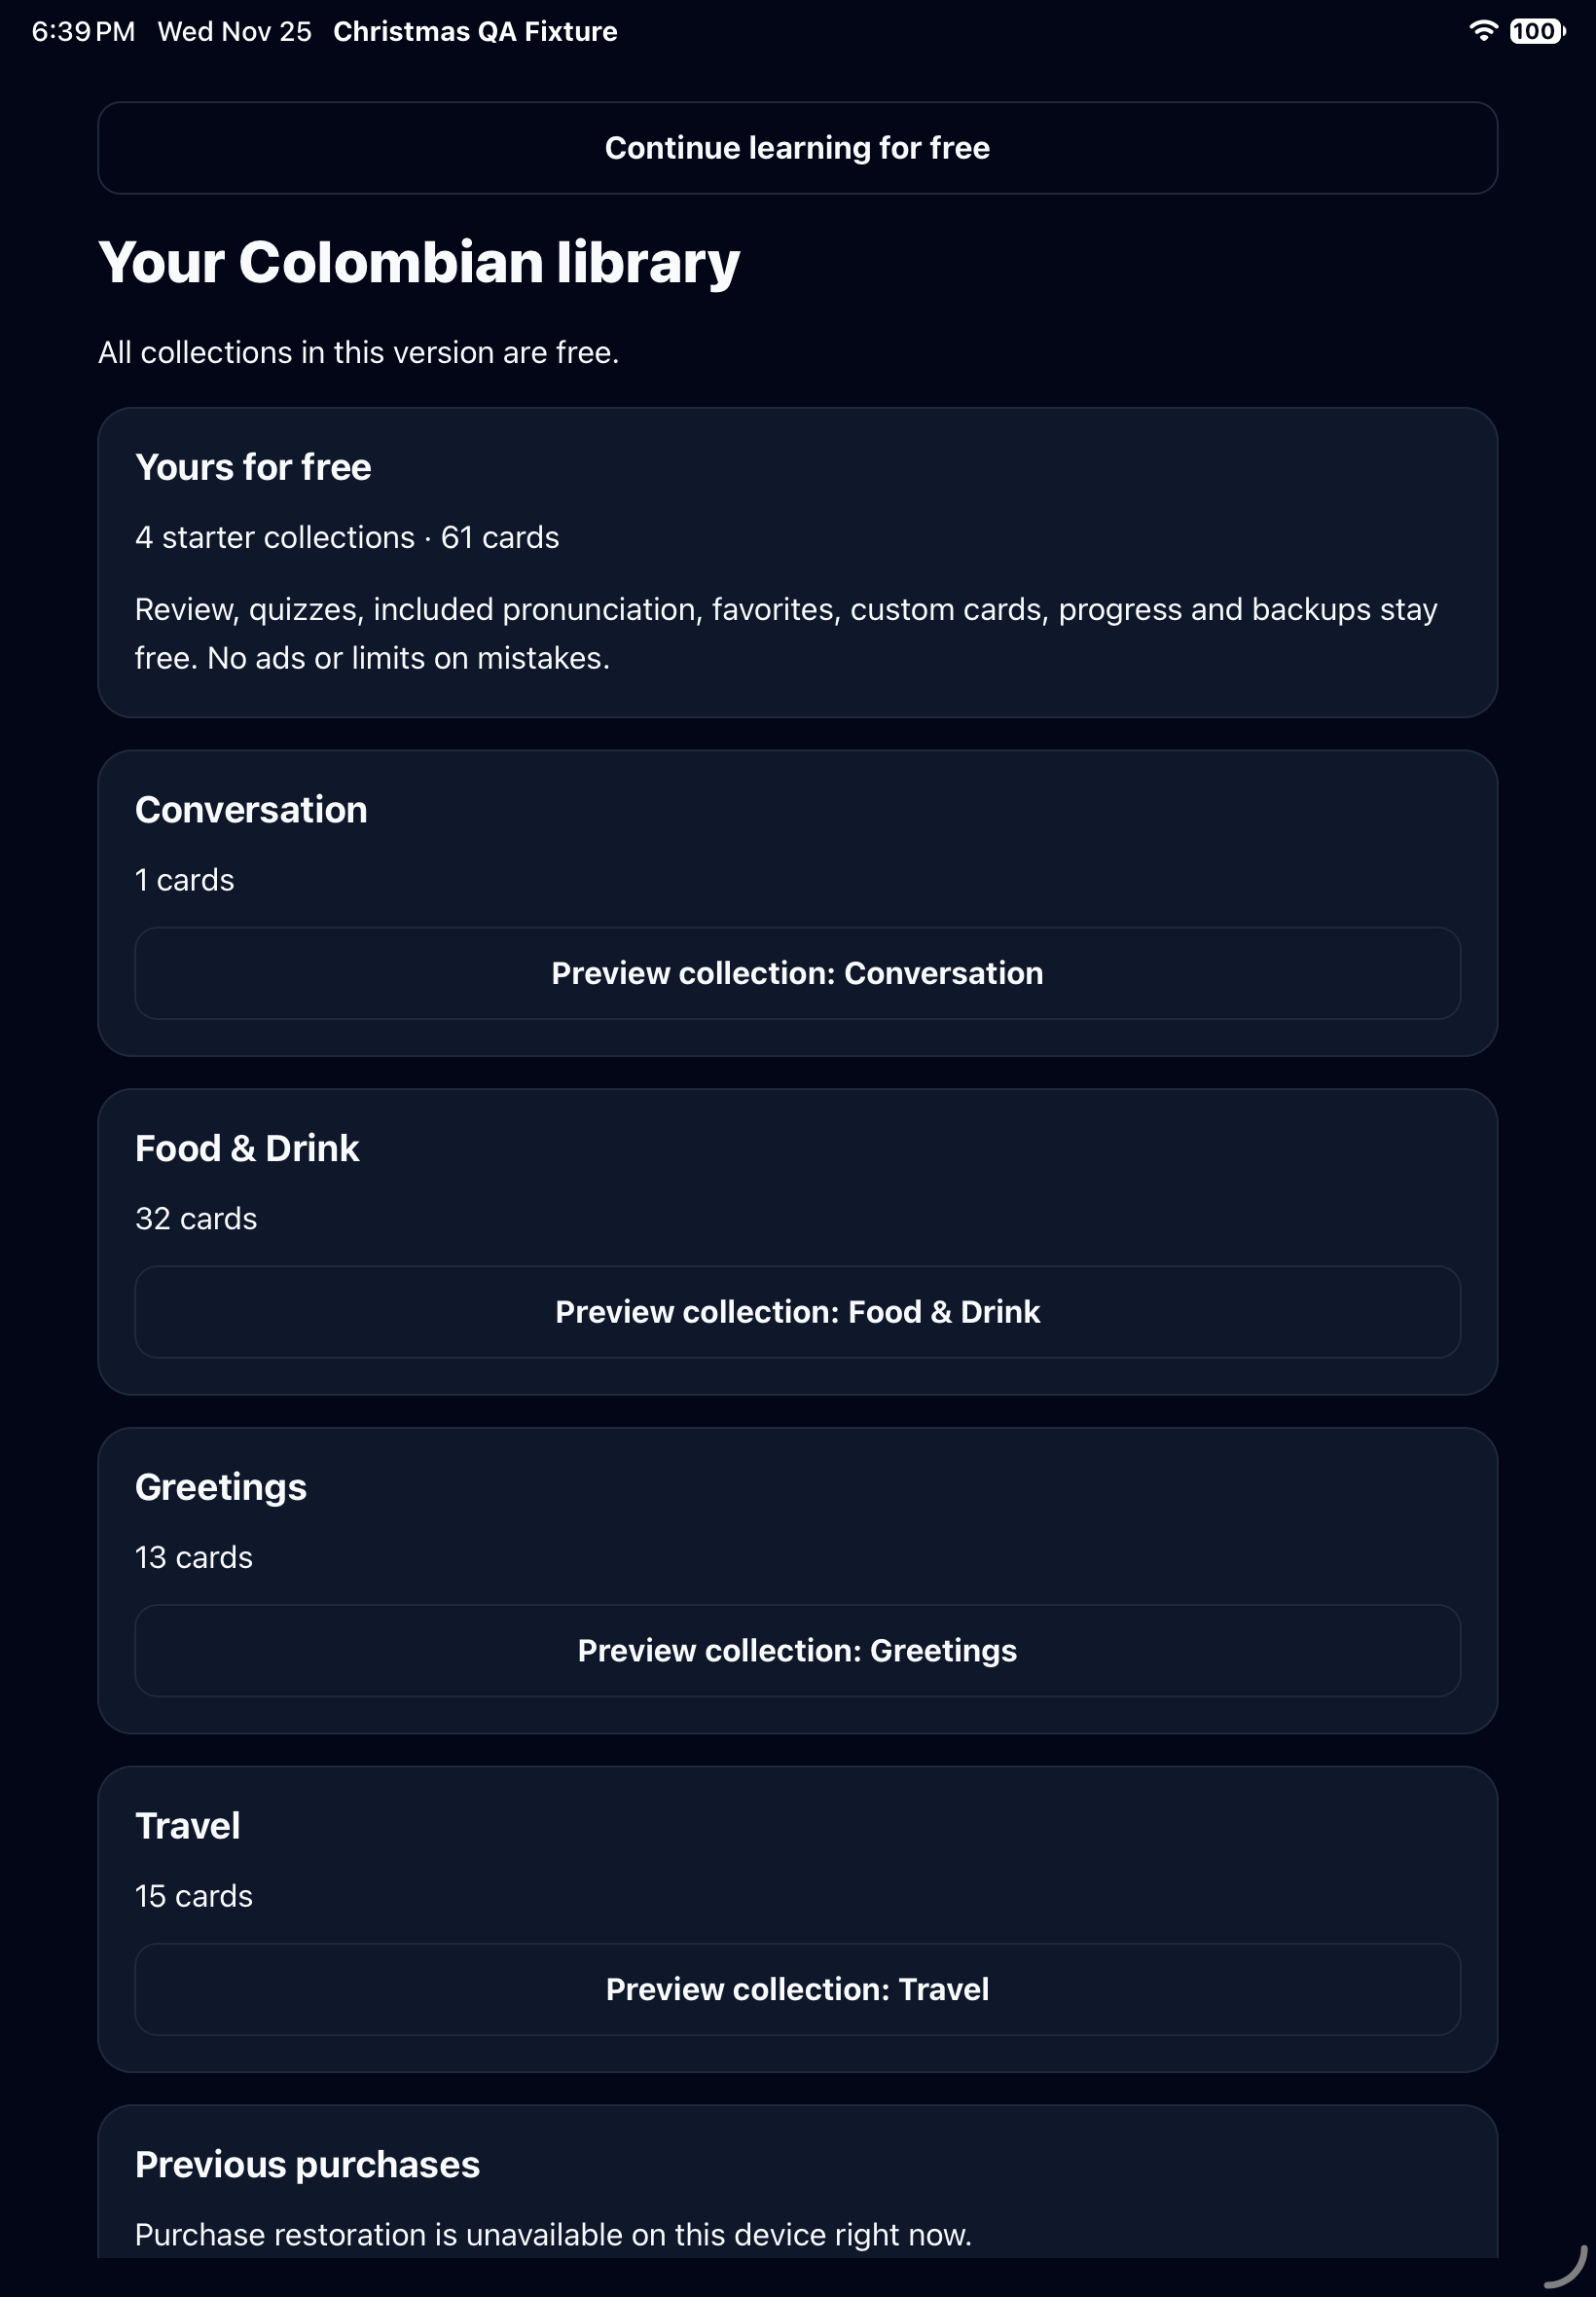 6:39 PM Wed Nov 25 Christmas QA Fixture 100
Continue learning for free
Your Colombian library
All collections in this version are free.
Yours for free
4 starter collections · 61 cards
Review, quizzes, included pronunciation, favorites, custom cards, progress and backups stay
free. No ads or limits on mistakes.
Conversation
1 cards
Preview collection: Conversation
Food & Drink
32 cards
Preview collection: Food & Drink
Greetings
13 cards
Preview collection: Greetings
Travel
15 cards
Preview collection: Travel
Previous purchases
Purchase restoration is unavailable on this device right now.